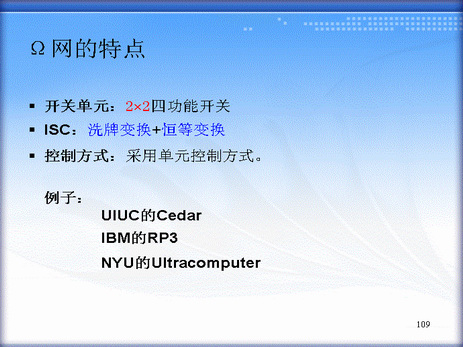 Ω网的特点
▪ 开关单元：2×2四功能开关
▪ ISC：洗牌变换+恒等变换
▪ 控制方式：采用单元控制方式。
例子：
UIUC的Cedar
IBM的RP3
NYU的Ultracomputer
109